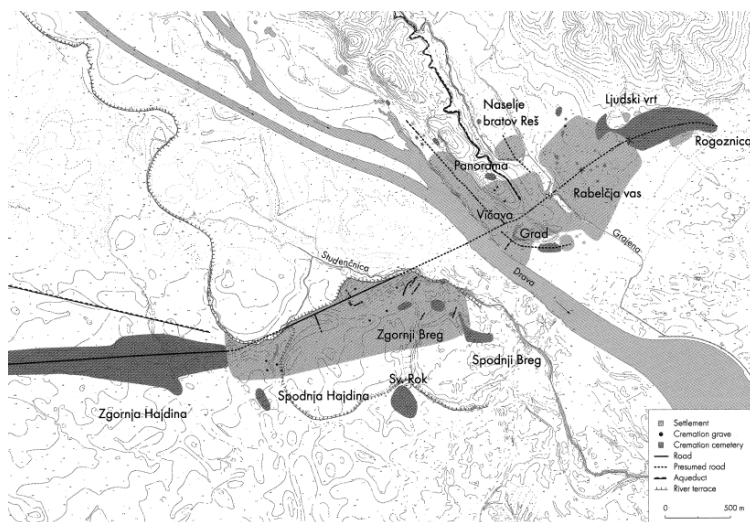 Ljudski vrt
Naselje
bratov Reš
Rogoznica
Panorama
Rabelčja vas
Vičava
Grad
Grajena
Studenčnica
Drava
Zgornji Breg
Spodnji Breg
Sv. Rok
Spodnja Hajdina
Zgornja Hajdina
Settlement
Cremation grave
Cremation cemetery
Road
Presumed road
Aqueduct
River terrace
0 500 m